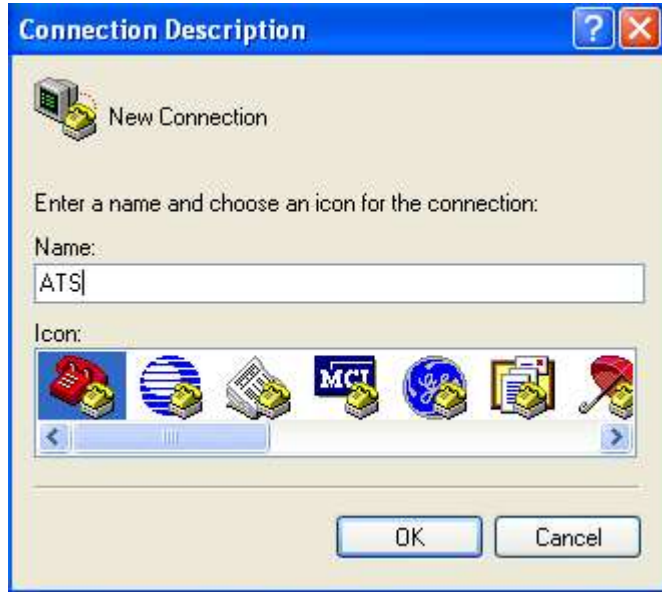 Connection Description
New Connection
Enter a name and choose an icon for the connection:
Name:
ATS
Icon:
MCI
OK Cancel